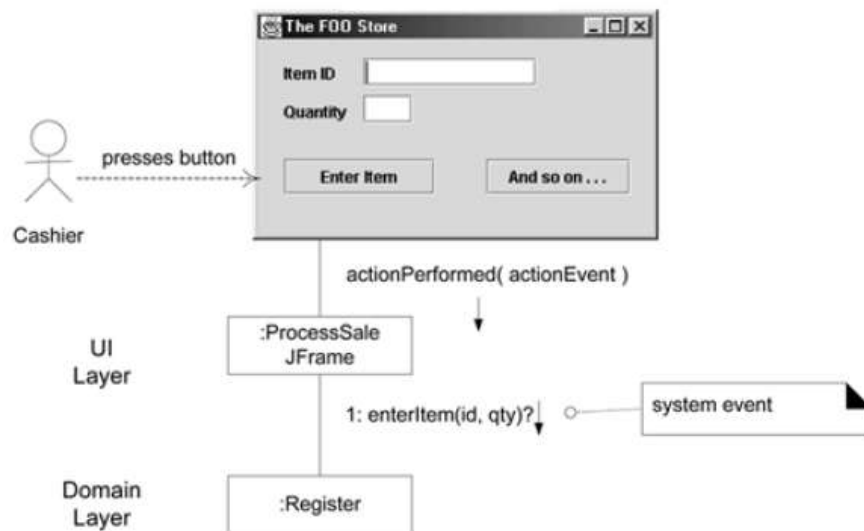 The FOO Store
Item ID
Quantity
presses button
Enter Item
And so on . . .
Cashier
actionPerformed( actionEvent )
:ProcessSale
JFrame
UI
Layer
1: enterItem(id, qty)?
system event
Domain
Layer
:Register